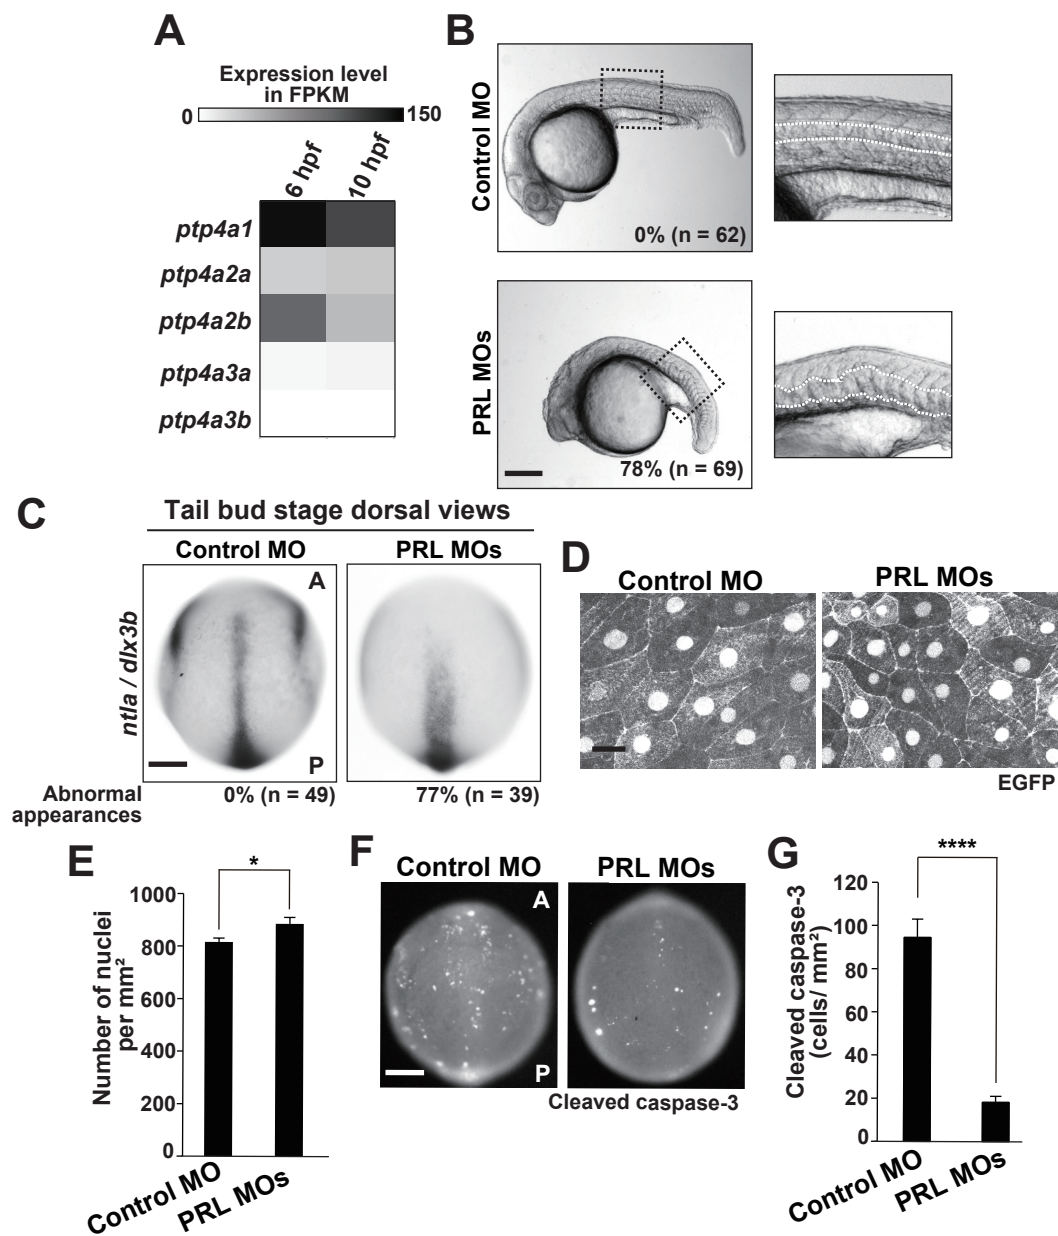 A
Expression level
in FPKM
0
150
6 hpf
10 hpf
ptp4a1
ptp4a2a
ptp4a2b
ptp4a3a
ptp4a3b
B
Control MO
0% (n = 62)
PRL MOs
78% (n = 69)
C
Tail bud stage dorsal views
Control MO
PRL MOs
ntla / dlx3b
A
P
Abnormal
appearances
0% (n = 49)
77% (n = 39)
D
Control MO
PRL MOs
EGFP
E
*
Number of nuclei
per mm²
1000
800
600
400
200
0
Control MO
PRL MOs
F
Control MO
PRL MOs
A
P
Cleaved caspase-3
G
****
Cleaved caspase-3
(cells/ mm²)
120
100
80
60
40
20
0
Control MO
PRL MOs